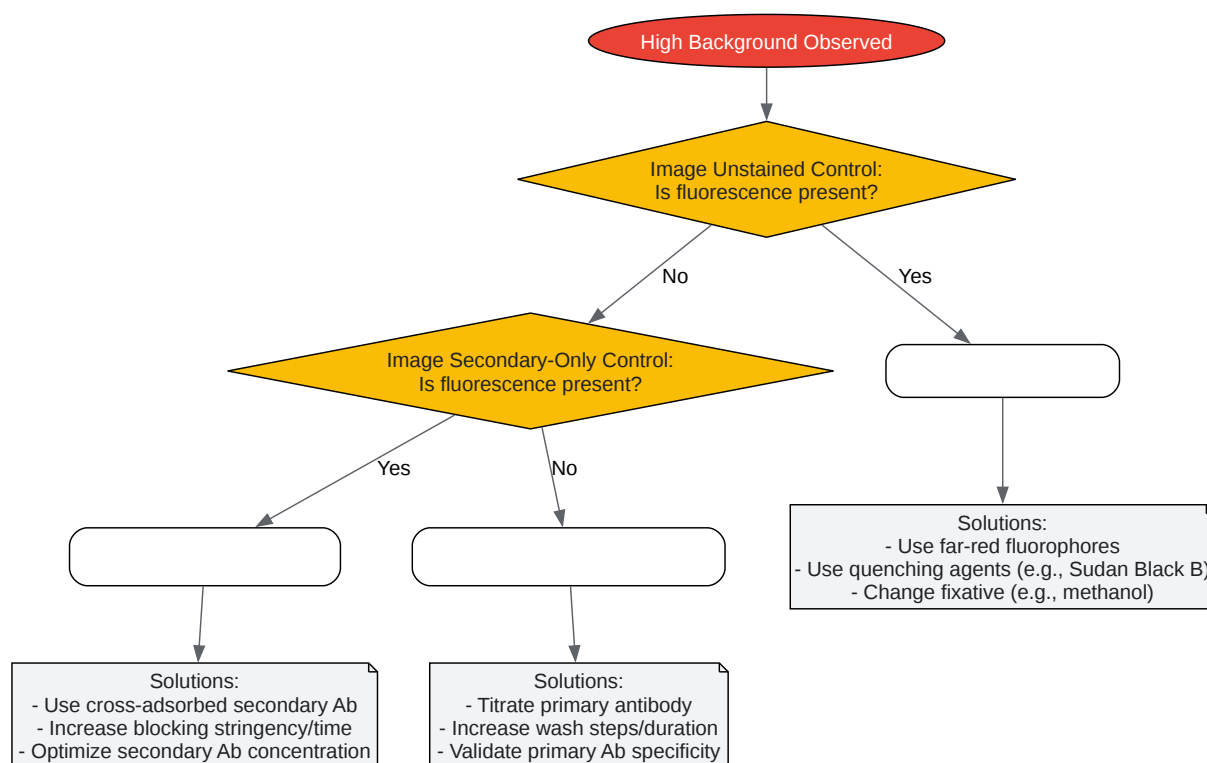 High Background Observed
Image Unstained Control:
Is fluorescence present?
No
Yes
Image Secondary-Only Control:
Is fluorescence present?
Yes
No
Solutions:
- Use far-red fluorophores
- Use quenching agents (e.g., Sudan Black B)
- Change fixative (e.g., methanol)
Solutions:
- Use cross-adsorbed secondary Ab
- Increase blocking stringency/time
- Optimize secondary Ab concentration
Solutions:
- Titrate primary antibody
- Increase wash steps/duration
- Validate primary Ab specificity